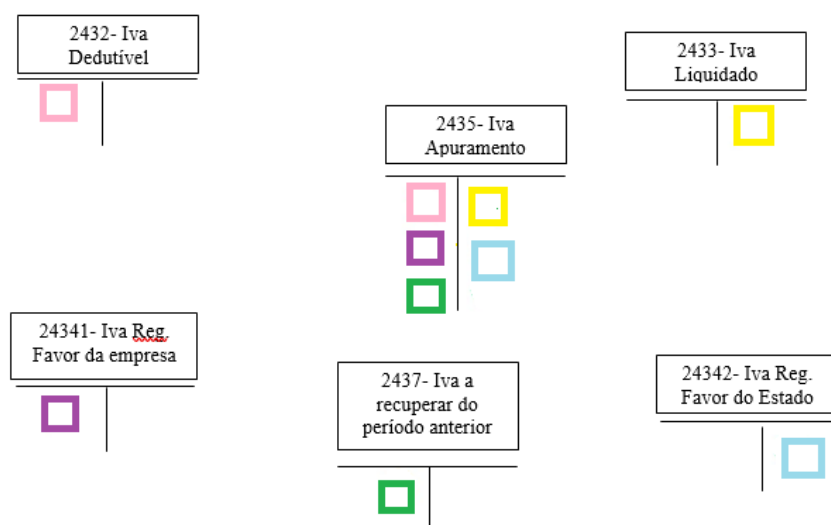 2432- Iva
Dedutível
2433- Iva
Liquidado
2435- Iva
Apuramento
24341- Iva Reg.
Favor da empresa
2437- Iva a
recuperar do
período anterior
24342- Iva Reg.
Favor do Estado